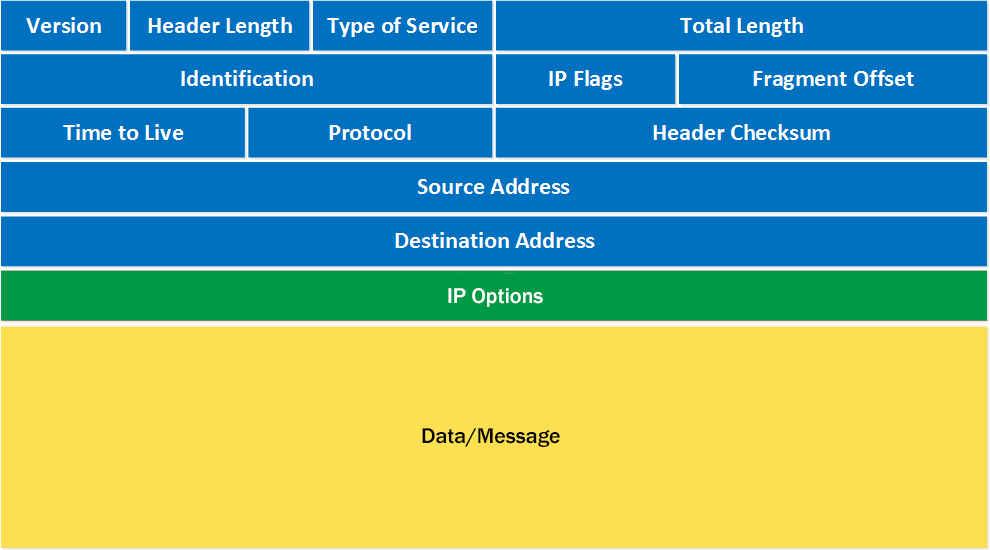 Version Header Length Type of Service Total Length
Identification IP Flags Fragment Offset
Time to Live Protocol Header Checksum
Source Address
Destination Address
IP Options
Data/Message